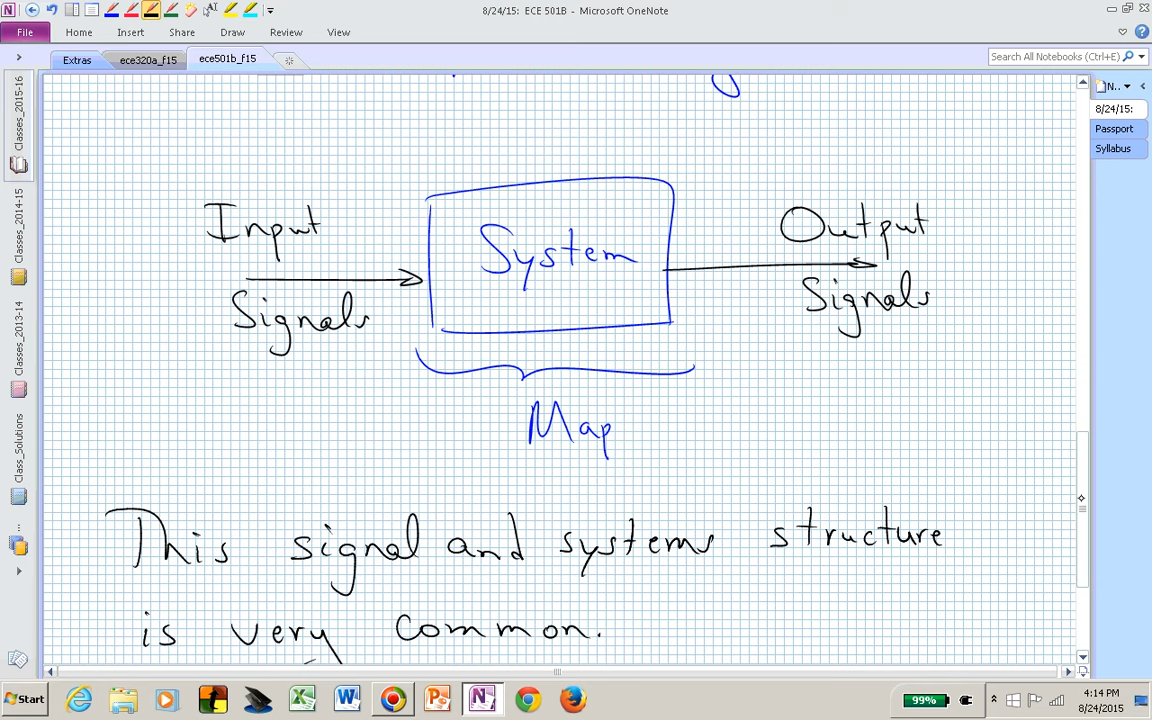 8/24/15: ECE 501B - Microsoft OneNote
File Home Insert Share Draw Review View
Extras ece320a_f15 ece501b_f15
Search All Notebooks (Ctrl+E)
N..
8/24/15:
Passport
Syllabus
Classes_2015-16
Classes_2014-15
Classes_2013-14
Class_Solutions
Input
Signals
System
Output
Signals
Map
This signal and systems structure
is very common.
Start
99%
4:14 PM
8/24/2015